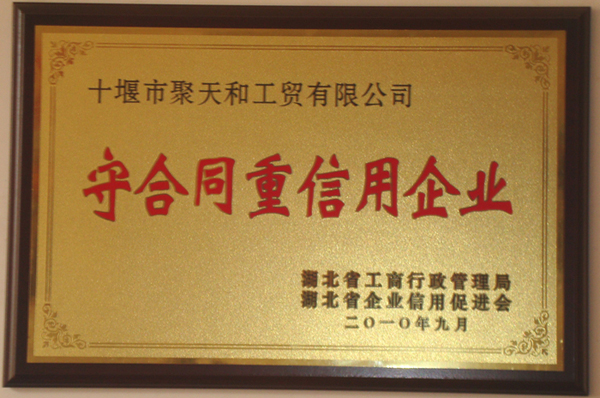 十堰市聚天和工贸有限公司
守合同重信用企业
湖北省工商行政管理局
湖北省企业信用促进会
二〇一〇年九月